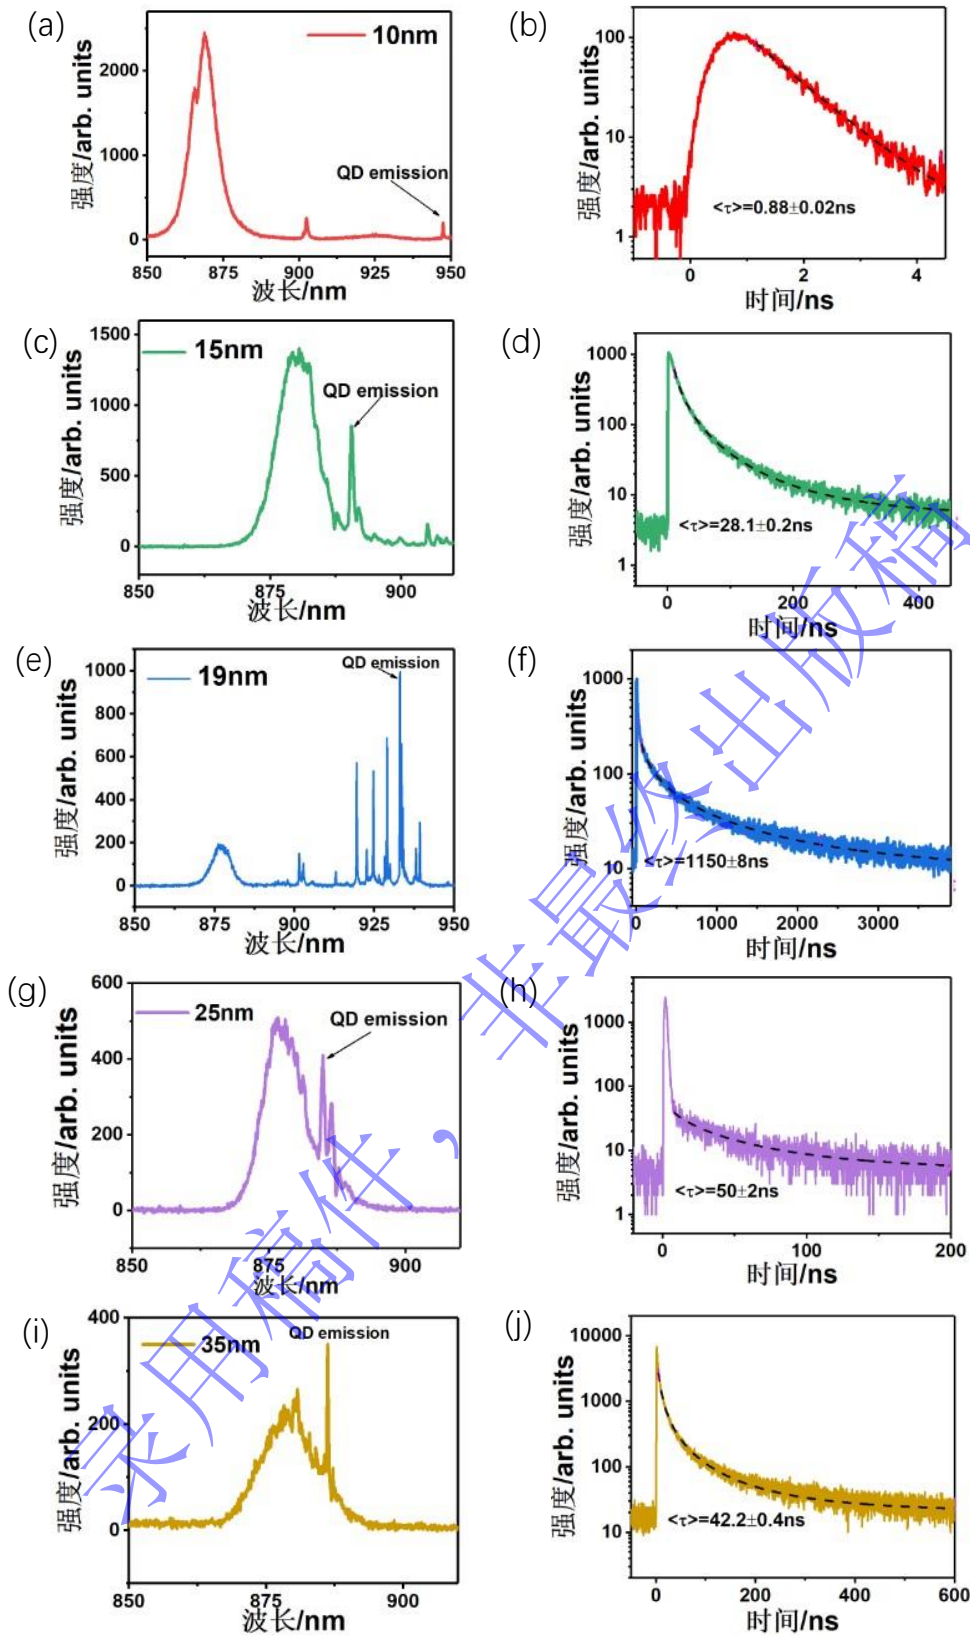 (a)
10nm
2000
1000
0
强度/arb. units
QD emission
850 875 900 925 950
波长/nm
(b)
100
10
1
强度/arb. units
<τ>=0.88±0.02ns
0 2 4
时间/ns
(c)
15nm
1500
1000
500
0
强度/arb. units
QD emission
850 875 900
波长/nm
(d)
1000
100
10
1
强度/arb. units
<τ>=28.1±0.2ns
0 200 400
时间/ns
(e)
19nm
1000
800
600
400
200
0
强度/arb. units
QD emission
850 875 900 925 950
波长/nm
(f)
1000
100
10
强度/arb. units
<τ>=1150±8ns
0 1000 2000 3000
时间/ns
(g)
25nm
600
400
200
0
强度/arb. units
QD emission
850 875 900
波长/nm
(h)
1000
100
10
1
强度/arb. units
<τ>=50±2ns
0 100 200
时间/ns
(i)
35nm
400
200
0
强度/arb. units
QD emission
850 875 900
波长/nm
(j)
10000
1000
100
10
强度/arb. units
<τ>=42.2±0.4ns
0 200 400 600
时间/ns
录用稿件，非最终出版稿